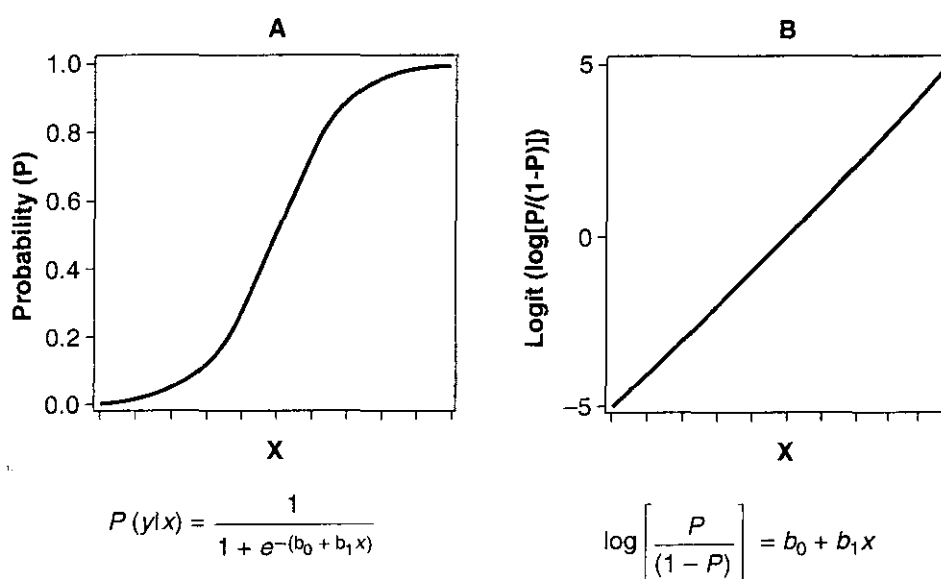 A
B
Probability (P)
1.0
0.8
0.6
0.4
0.2
0.0
X
Logit (log[P/(1-P)])
5
0
–5
X
P (y|x) = 1 / (1 + e^–(b₀ + b₁x))
log[P / (1 – P)] = b₀ + b₁x